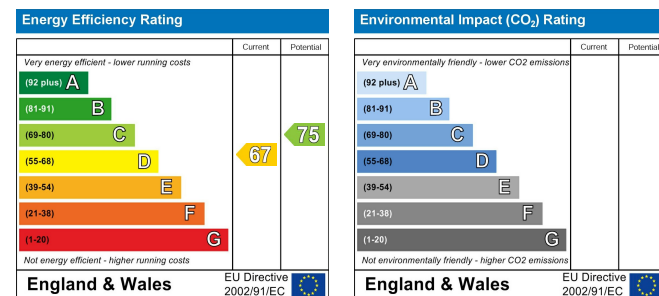 Energy Efficiency Rating
Current Potential
Very energy efficient - lower running costs
(92 plus) A
(81-91) B
(69-80) C 75
(55-68) D 67
(39-54) E
(21-38) F
(1-20) G
Not energy efficient - higher running costs
England & Wales
EU Directive
2002/91/EC
Environmental Impact (CO₂) Rating
Current Potential
Very environmentally friendly - lower CO2 emissions
(92 plus) A
(81-91) B
(69-80) C
(55-68) D
(39-54) E
(21-38) F
(1-20) G
Not environmentally friendly - higher CO2 emissions
England & Wales
EU Directive
2002/91/EC